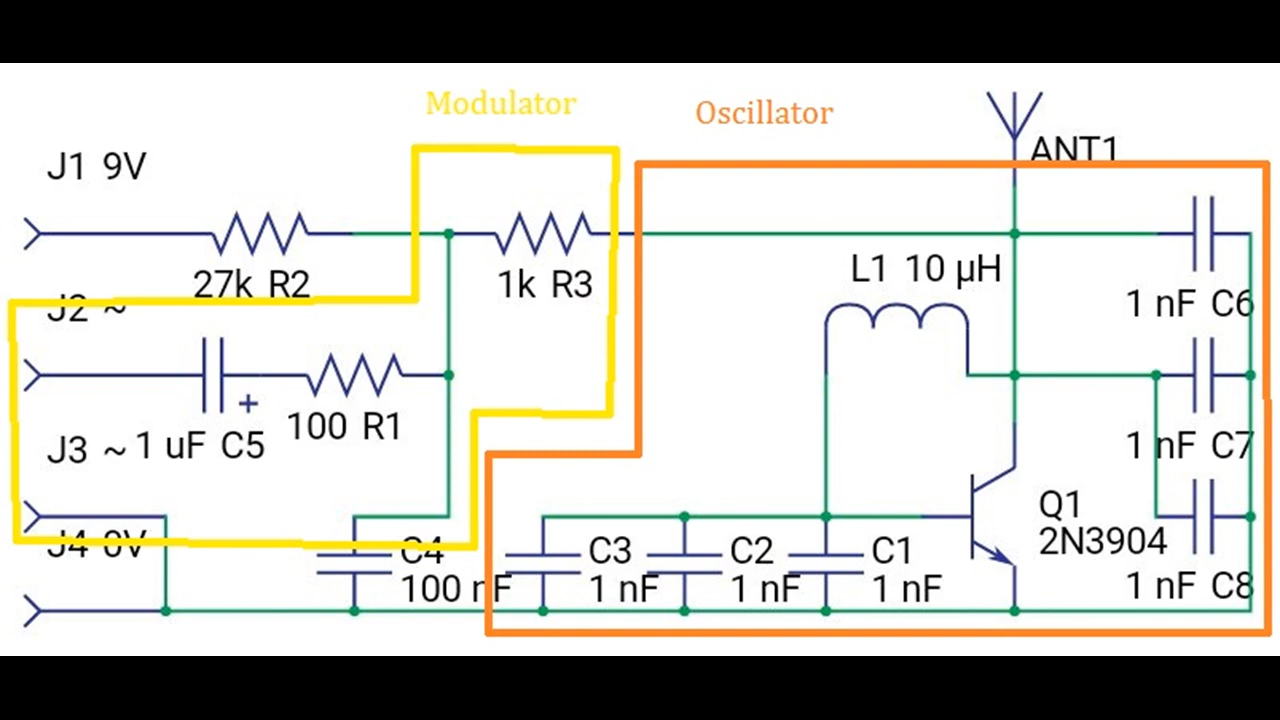 Modulator
Oscillator
ANT1
J1 9V
27k R2
1k R3
L1 10 µH
1 nF C6
J2 ~
+
100 R1
J3 ~ 1 uF C5
1 nF C7
Q1
2N3904
J4 0V
C4
100 nF
C3
1 nF
C2
1 nF
C1
1 nF
1 nF C8